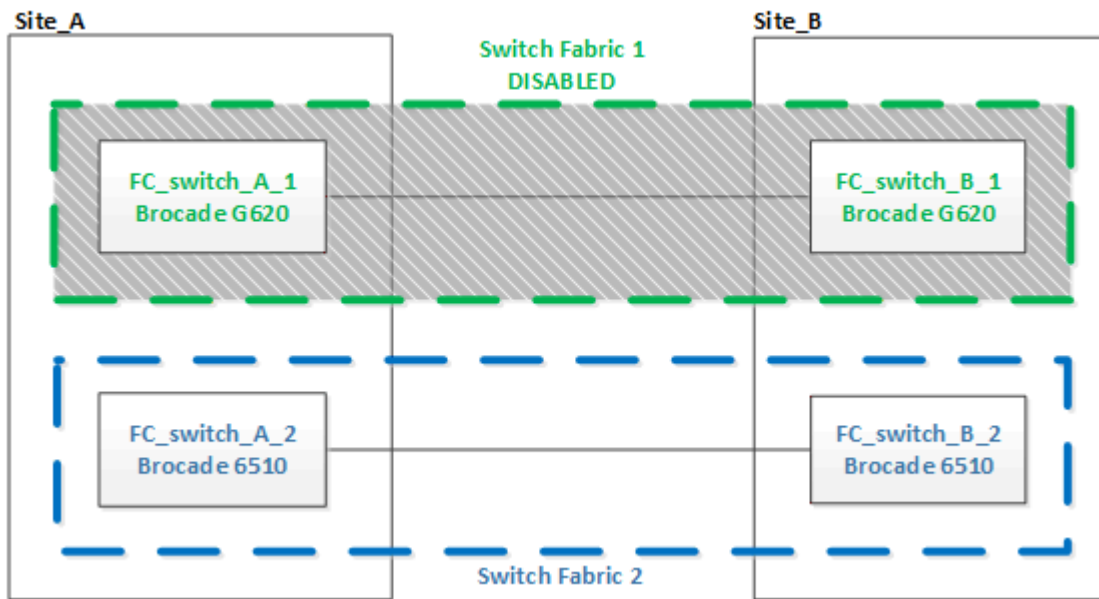 Site_A
Site_B
Switch Fabric 1
DISABLED
FC_switch_A_1
Brocade G620
FC_switch_B_1
Brocade G620
FC_switch_A_2
Brocade 6510
FC_switch_B_2
Brocade 6510
Switch Fabric 2